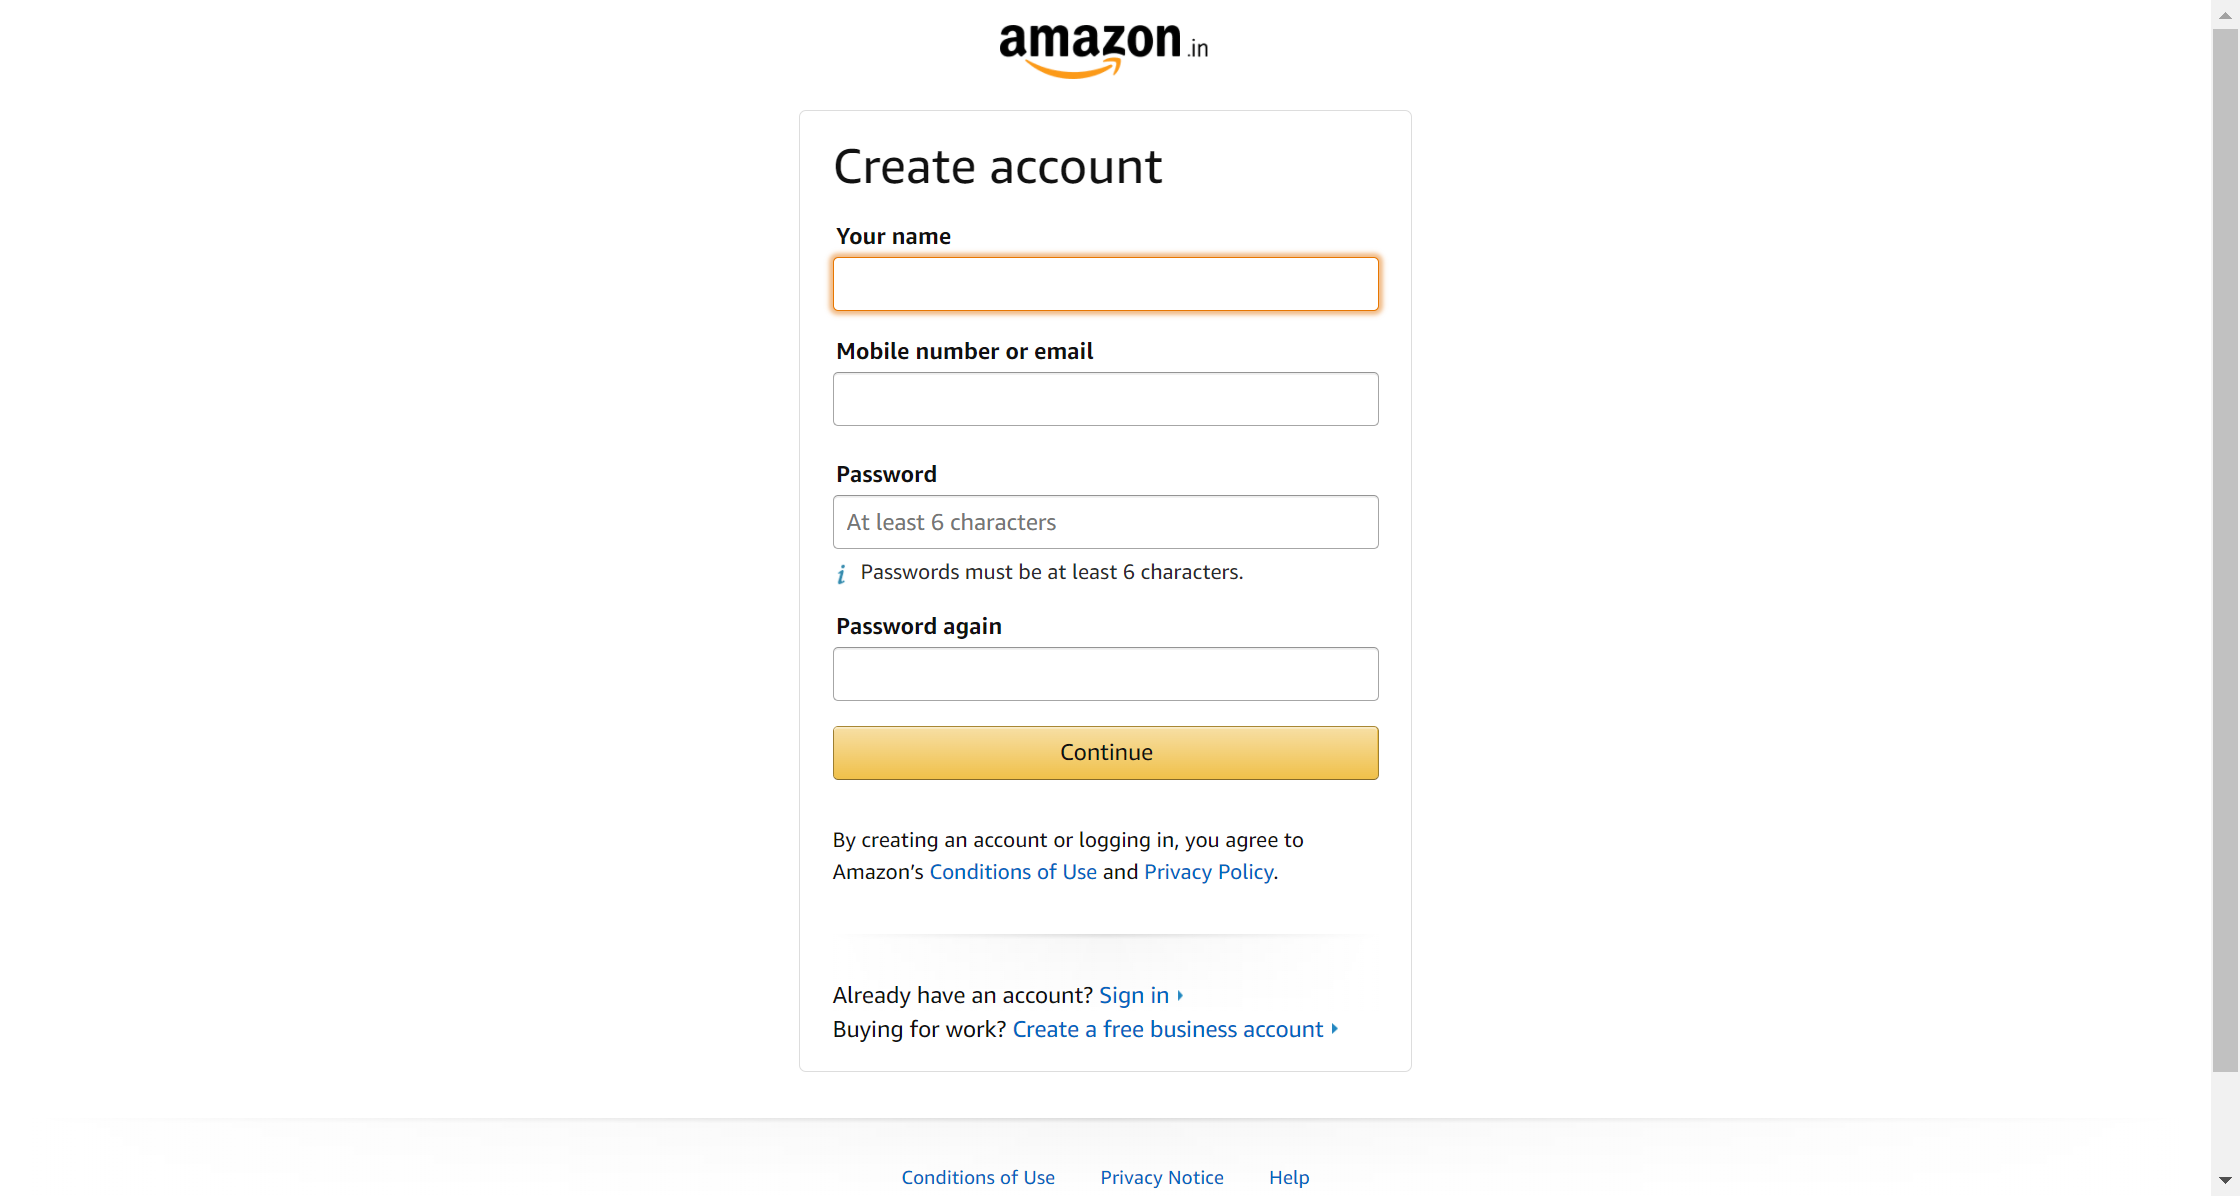 amazon.in
Create account
Your name
Mobile number or email
Password
At least 6 characters
i Passwords must be at least 6 characters.
Password again
Continue
By creating an account or logging in, you agree to
Amazon’s Conditions of Use and Privacy Policy.
Already have an account? Sign in
Buying for work? Create a free business account
Conditions of Use Privacy Notice Help